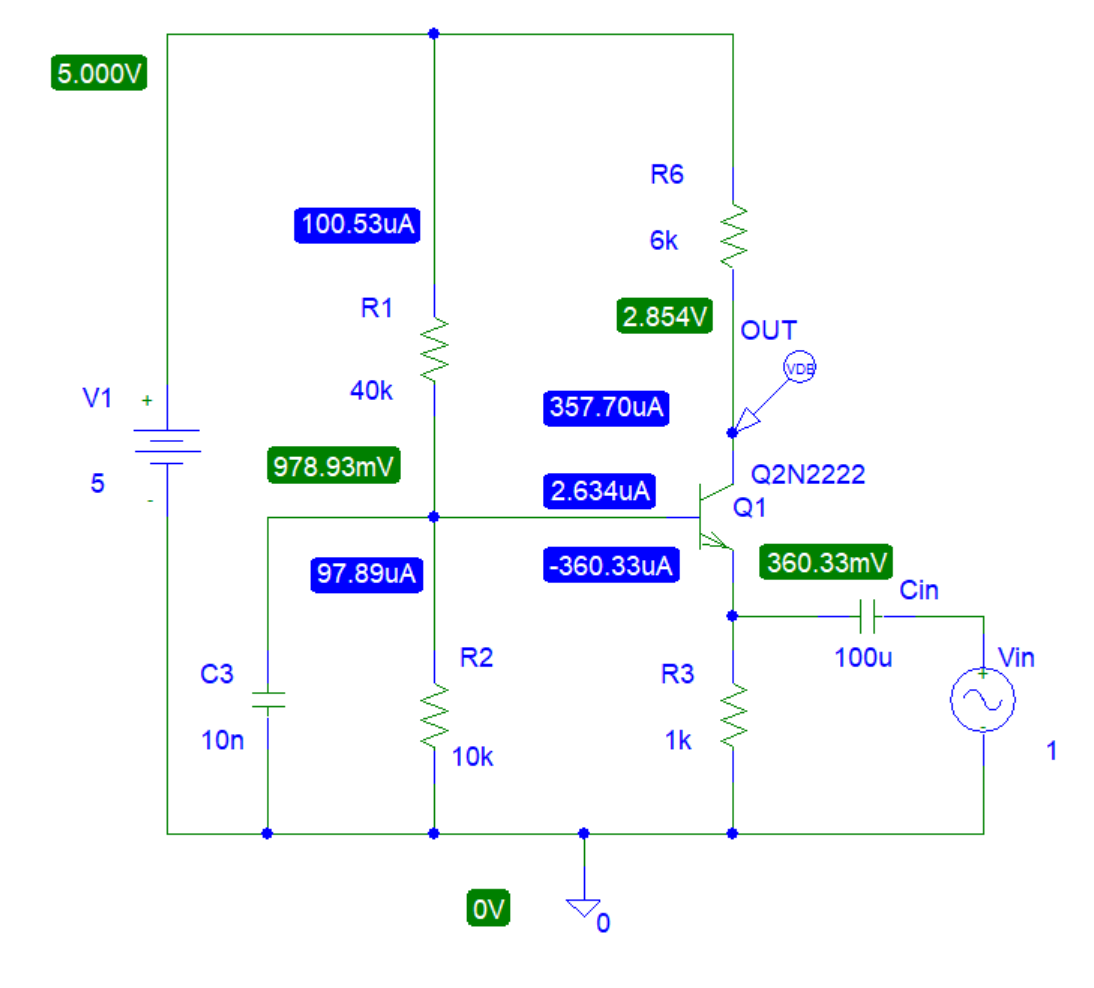 5.000V
R6
100.53uA
6k
R1
2.854V
OUT
VDB
40k
V1
+
357.70uA
978.93mV
5
-
2.634uA
Q2N2222
Q1
97.89uA
-360.33uA
360.33mV
Cin
C3
R2
R3
100u
Vin
+
-
10n
10k
1k
1
0V
0